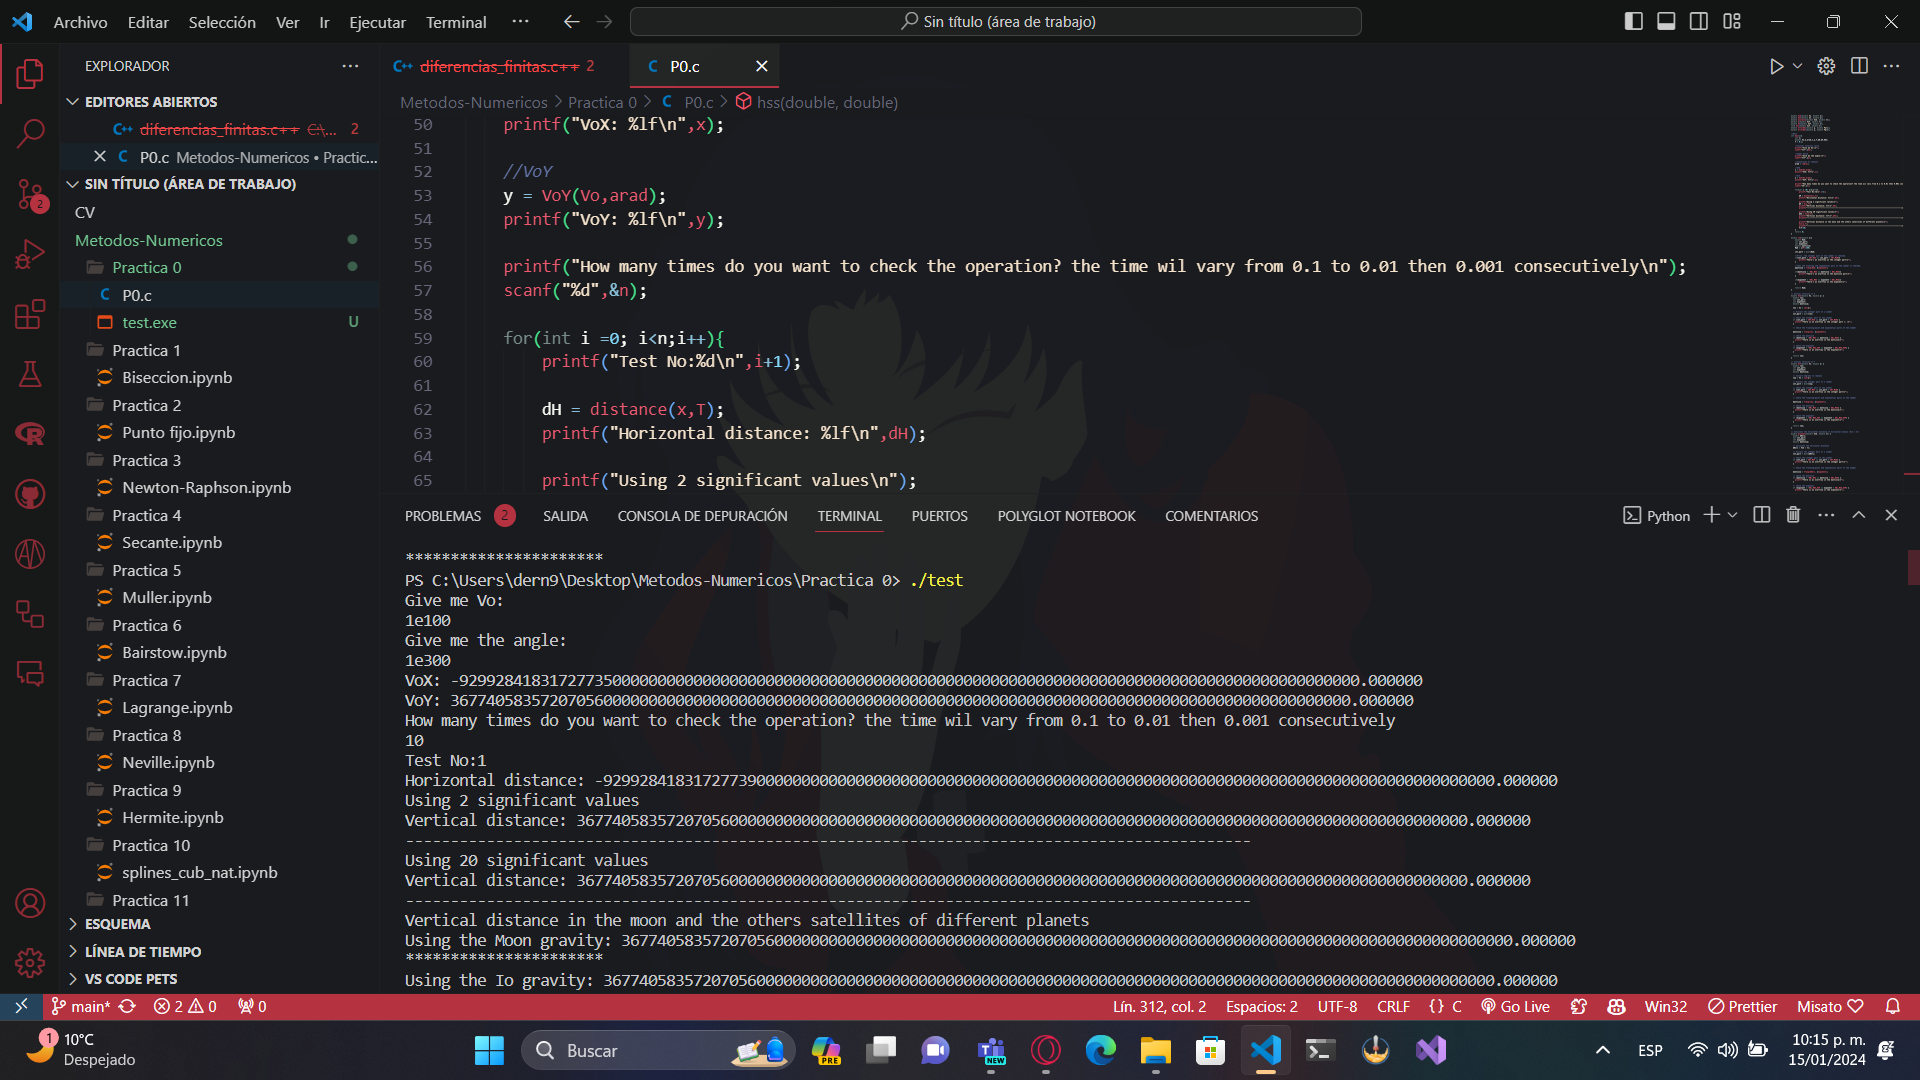 Archivo Editar Selección Ver Ir Ejecutar Terminal ··· Sin título (área de trabajo)
EXPLORADOR ···
EDITORES ABIERTOS
diferencias_finitas.c++ C:\... 2
P0.c Metodos-Numericos • Practic...
SIN TÍTULO (ÁREA DE TRABAJO)
CV
Metodos-Numericos
Practica 0
P0.c
test.exe U
Practica 1
Biseccion.ipynb
Practica 2
Punto fijo.ipynb
Practica 3
Newton-Raphson.ipynb
Practica 4
Secante.ipynb
Practica 5
Muller.ipynb
Practica 6
Bairstow.ipynb
Practica 7
Lagrange.ipynb
Practica 8
Neville.ipynb
Practica 9
Hermite.ipynb
Practica 10
splines_cub_nat.ipynb
Practica 11
ESQUEMA
LÍNEA DE TIEMPO
VS CODE PETS
2
diferencias_finitas.c++ 2
P0.c
Metodos-Numericos > Practica 0 > C P0.c > hss(double, double)
50 printf("VoX: %lf\n",x);
51
52 //VoY
53 y = VoY(Vo,arad);
54 printf("VoY: %lf\n",y);
55
56 printf("How many times do you want to check the operation? the time wil vary from 0.1 to 0.01 then 0.001 consecutively\n");
57 scanf("%d",&n);
58
59 for(int i =0; i<n;i++){
60 printf("Test No:%d\n",i+1);
61
62 dH = distance(x,T);
63 printf("Horizontal distance: %lf\n",dH);
64
65 printf("Using 2 significant values\n");
PROBLEMAS 2 SALIDA CONSOLA DE DEPURACIÓN TERMINAL PUERTOS POLYGLOT NOTEBOOK COMENTARIOS Python
**********************
PS C:\Users\dern9\Desktop\Metodos-Numericos\Practica 0> ./test
Give me Vo:
1e100
Give me the angle:
1e300
VoX:
VoY:
How many times do you want to check the operation? the time wil vary from 0.1 to 0.01 then 0.001 consecutively
10
Test No:1
Horizontal distance:
Using 2 significant values
Vertical distance:
----------------------------------------------------------------------------------------------
Using 20 significant values
Vertical distance:
----------------------------------------------------------------------------------------------
Vertical distance in the moon and the others satellites of different planets
Using the Moon gravity:
**********************
Using the Io gravity:
main* 2 0 0 Lín. 312, col. 2 Espacios: 2 UTF-8 CRLF {} C Go Live Win32 Prettier Misato
1
10°C
Despejado
Buscar
PRE
NEW
ESP
10:15 p. m.
15/01/2024